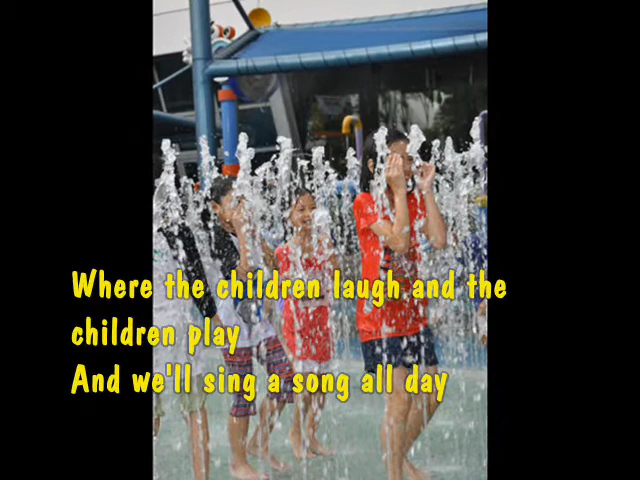 Where the children laugh and the
children play
And we'll sing a song all day